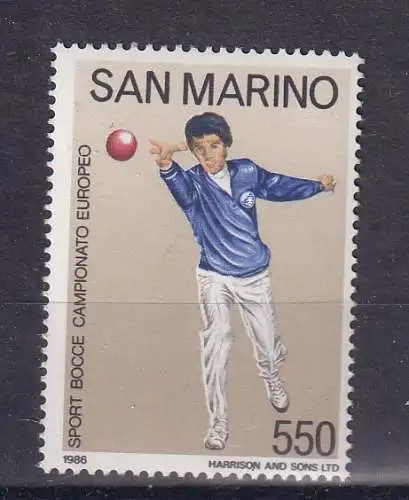 SAN MARINO
SPORT BOCCE CAMPIONATO EUROPEO
550
1986
HARRISON AND SONS LTD